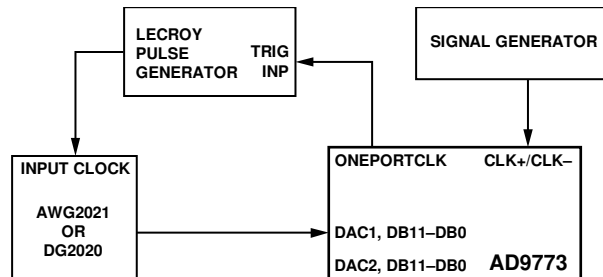 LECROY
PULSE
GENERATOR
TRIG
INP
SIGNAL GENERATOR
INPUT CLOCK
AWG2021
OR
DG2020
ONEPORTCLK
CLK+/CLK–
DAC1, DB11–DB0
DAC2, DB11–DB0
AD9773